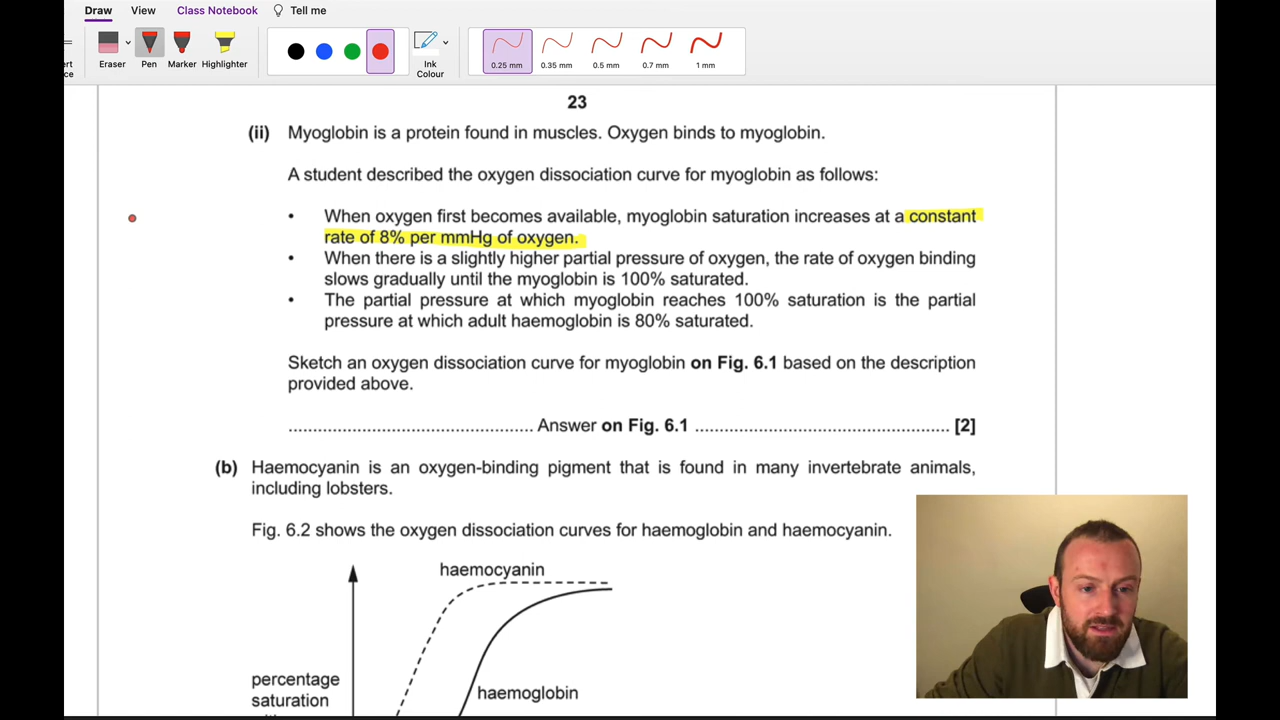 Draw View Class Notebook Tell me
Eraser Pen Marker Highlighter Ink Colour 0.25 mm 0.35 mm 0.5 mm 0.7 mm 1 mm
23
(ii) Myoglobin is a protein found in muscles. Oxygen binds to myoglobin.
A student described the oxygen dissociation curve for myoglobin as follows:
• When oxygen first becomes available, myoglobin saturation increases at a constant
rate of 8% per mmHg of oxygen.
• When there is a slightly higher partial pressure of oxygen, the rate of oxygen binding
slows gradually until the myoglobin is 100% saturated.
• The partial pressure at which myoglobin reaches 100% saturation is the partial
pressure at which adult haemoglobin is 80% saturated.
Sketch an oxygen dissociation curve for myoglobin on Fig. 6.1 based on the description
provided above.
.................................................. Answer on Fig. 6.1 .................................................... [2]
(b) Haemocyanin is an oxygen-binding pigment that is found in many invertebrate animals,
including lobsters.
Fig. 6.2 shows the oxygen dissociation curves for haemoglobin and haemocyanin.
haemocyanin
percentage
saturation
haemoglobin